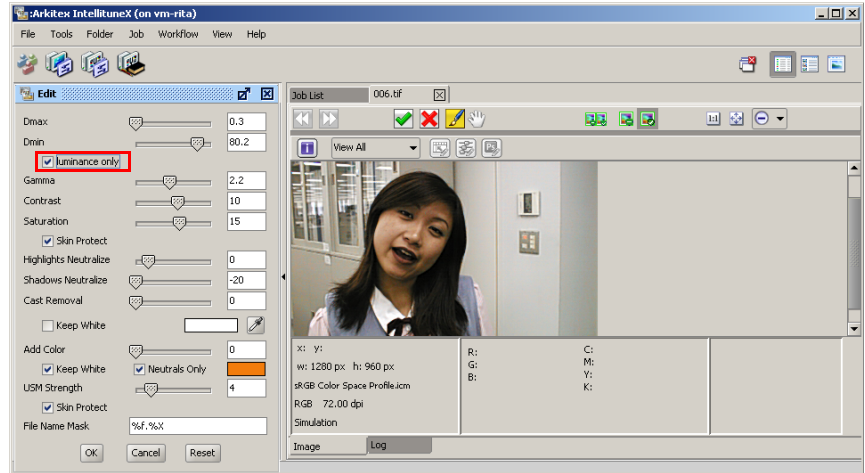 :Arkitex IntellituneX (on vm-rita)
File Tools Folder Job Workflow View Help
Edit
Dmax 0.3
Dmin 80.2
luminance only
Gamma 2.2
Contrast 10
Saturation 15
Skin Protect
Highlights Neutralize 0
Shadows Neutralize -20
Cast Removal 0
Keep White
Add Color 0
Keep White Neutrals Only
USM Strength 4
Skin Protect
File Name Mask %f.%X
OK Cancel Reset
Job List 006.tif
1:1
View All
x: y:
w: 1280 px h: 960 px
sRGB Color Space Profile.icm
RGB 72.00 dpi
Simulation
R:
G:
B:
C:
M:
Y:
K:
Image Log